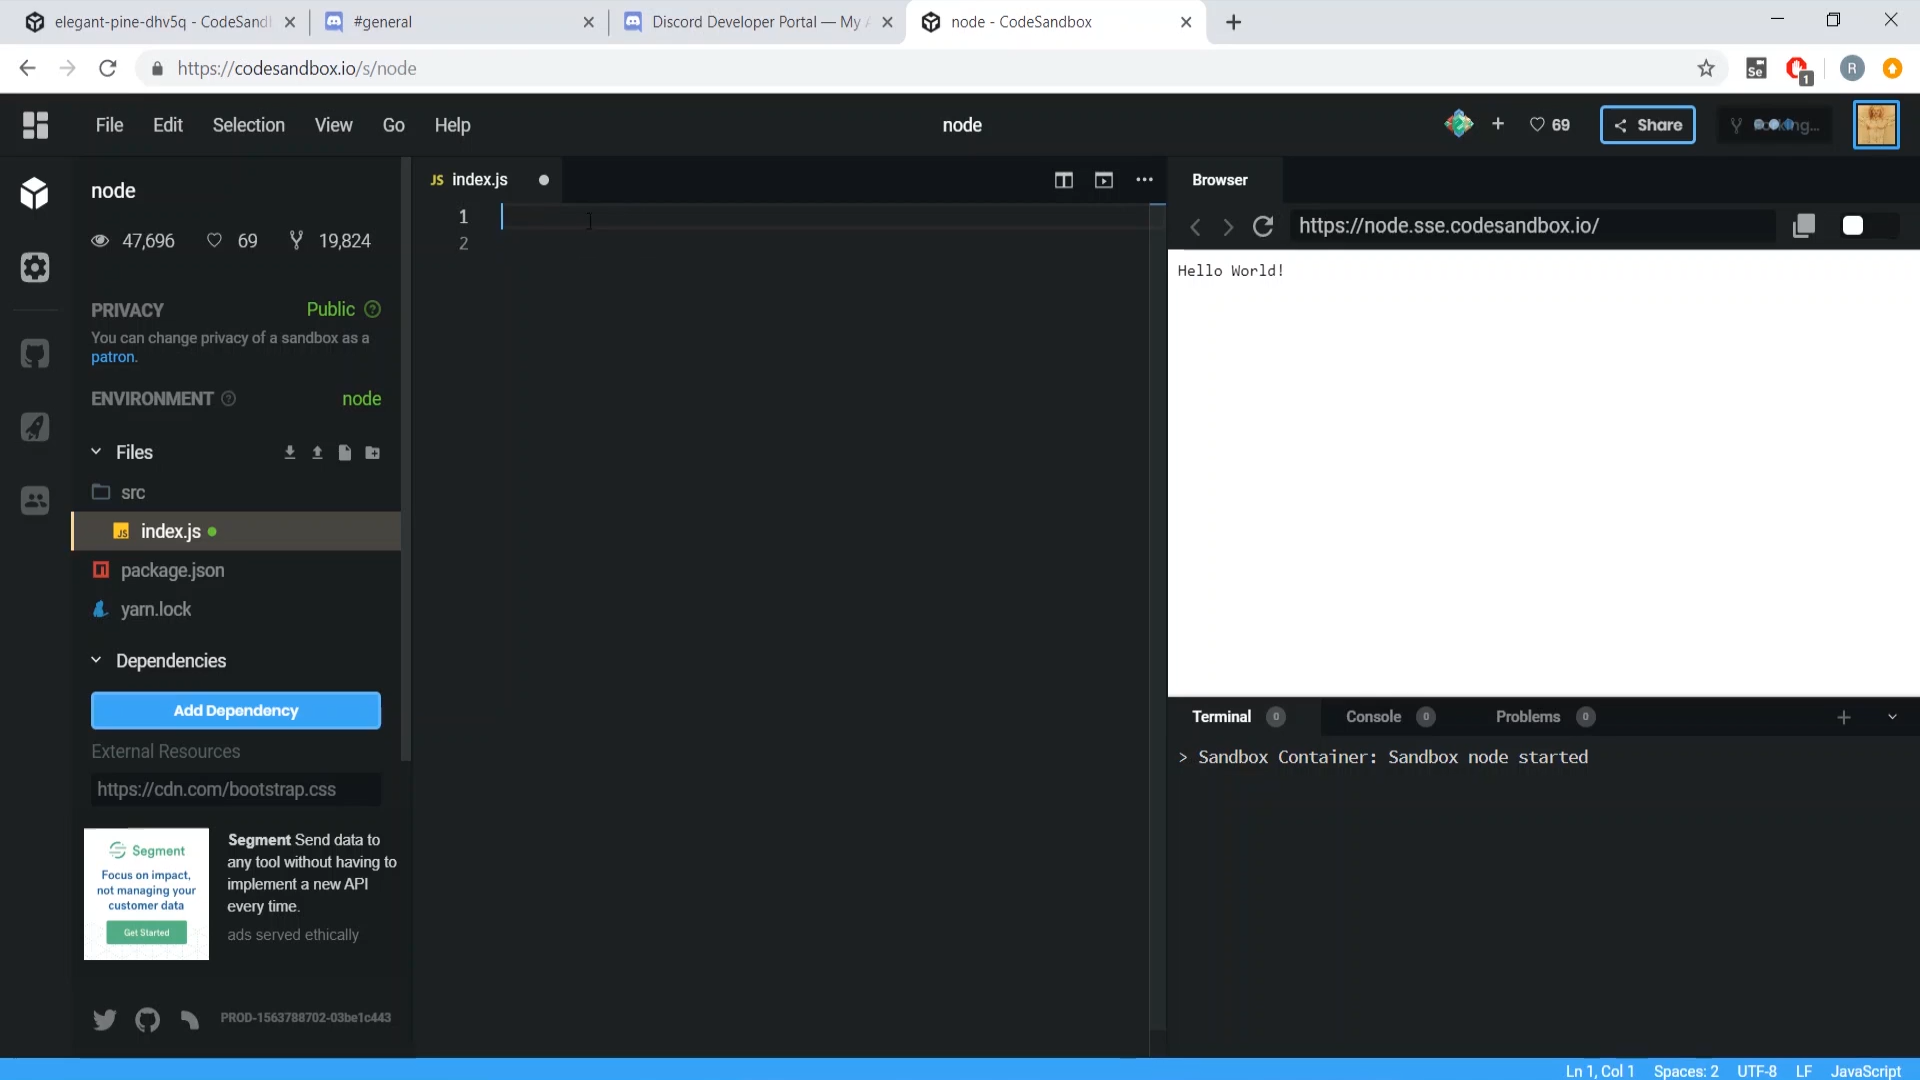 elegant-pine-dhv5q - CodeSand
#general
Discord Developer Portal — My A
node - CodeSandbox
https://codesandbox.io/s/node
Se
1
R
File Edit Selection View Go Help
node
69
Share
node
47,696 69 19,824
PRIVACY Public ?
You can change privacy of a sandbox as a
patron.
ENVIRONMENT ? node
Files
src
JS index.js
package.json
yarn.lock
Dependencies
Add Dependency
External Resources
https://cdn.com/bootstrap.css
Segment
Focus on impact,
not managing your
customer data
Get Started
Segment Send data to
any tool without having to
implement a new API
every time.
ads served ethically
PROD-1563788702-03be1c443
JS index.js
1
2
Browser
https://node.sse.codesandbox.io/
Hello World!
Terminal 0 Console 0 Problems 0
> Sandbox Container: Sandbox node started
Ln 1, Col 1 Spaces: 2 UTF-8 LF JavaScript